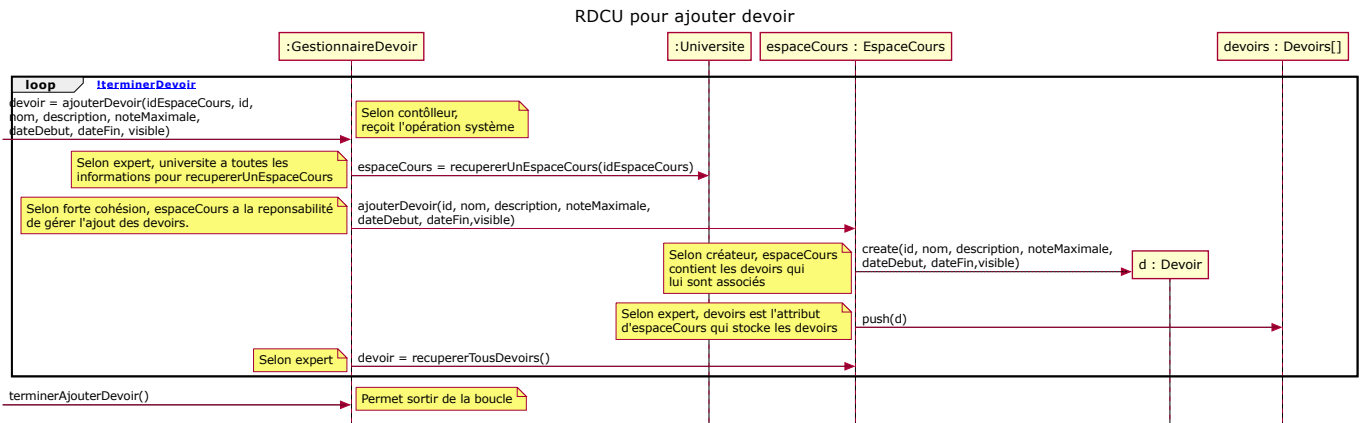 RDCU pour ajouter devoir
:GestionnaireDevoir
:Universite
espaceCours : EspaceCours
devoirs : Devoirs[]
loop
!terminerDevoir
devoir = ajouterDevoir(idEspaceCours, id,
nom, description, noteMaximale,
dateDebut, dateFin, visible)
Selon contôlleur,
reçoit l'opération système
Selon expert, universite a toutes les
informations pour recupererUnEspaceCours
espaceCours = recupererUnEspaceCours(idEspaceCours)
Selon forte cohésion, espaceCours a la reponsabilité
de gérer l'ajout des devoirs.
ajouterDevoir(id, nom, description, noteMaximale,
dateDebut, dateFin,visible)
Selon créateur, espaceCours
contient les devoirs qui
lui sont associés
create(id, nom, description, noteMaximale,
dateDebut, dateFin,visible)
d : Devoir
Selon expert, devoirs est l'attribut
d'espaceCours qui stocke les devoirs
push(d)
Selon expert
devoir = recupererTousDevoirs()
terminerAjouterDevoir()
Permet sortir de la boucle